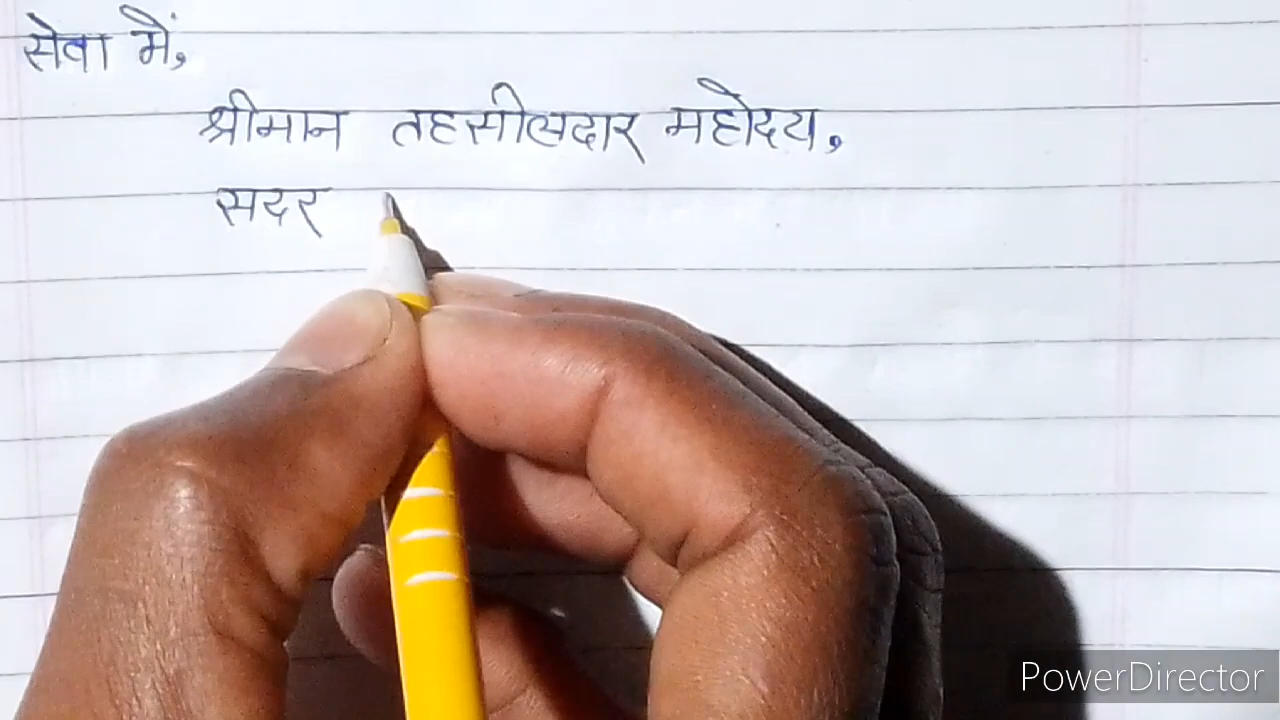 सेवा में,
श्रीमान तहसीलदार महोदय,
सदर
PowerDirector